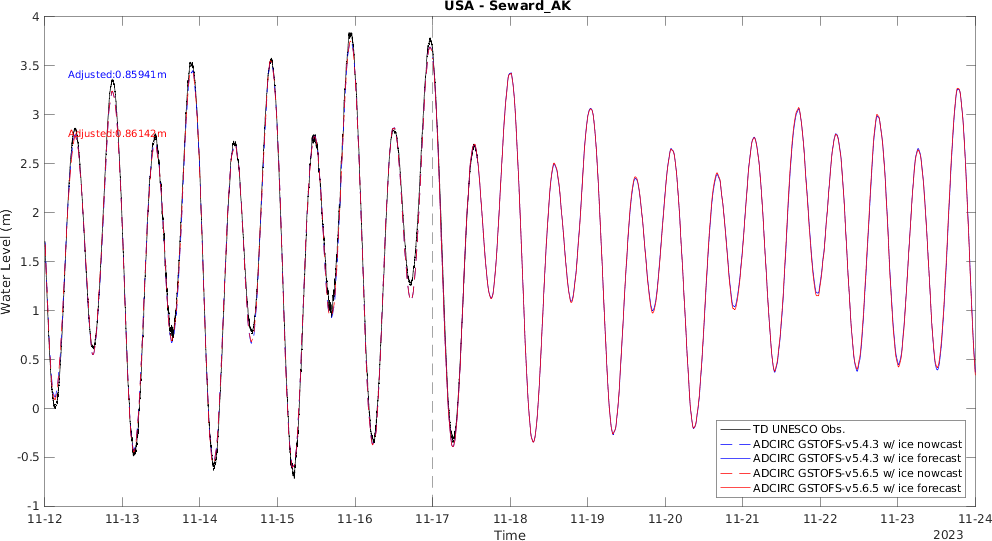 USA - Seward_AK
4
3.5
3
2.5
2
1.5
1
0.5
0
-0.5
-1
Water Level (m)
Adjusted:0.85941m
Adjusted:0.86142m
TD UNESCO Obs.
ADCIRC GSTOFS-v5.4.3 w/ ice nowcast
ADCIRC GSTOFS-v5.4.3 w/ ice forecast
ADCIRC GSTOFS-v5.6.5 w/ ice nowcast
ADCIRC GSTOFS-v5.6.5 w/ ice forecast
11-12 11-13 11-14 11-15 11-16 11-17 11-18 11-19 11-20 11-21 11-22 11-23 11-24
Time
2023